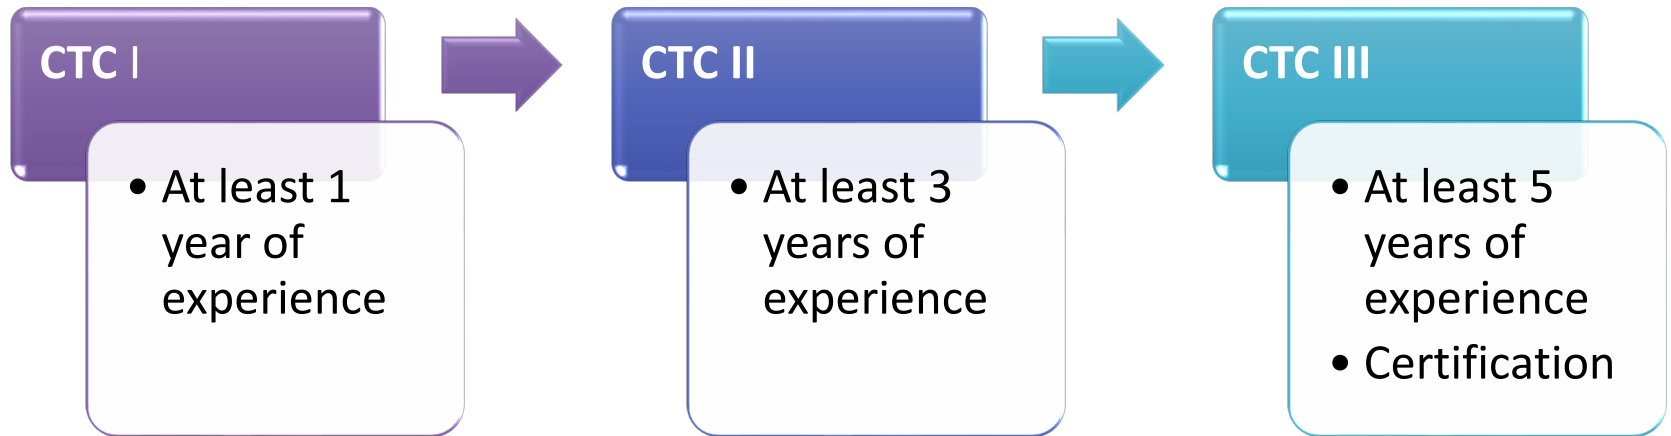 CTC I
• At least 1
year of
experience
CTC II
• At least 3
years of
experience
CTC III
• At least 5
years of
experience
• Certification